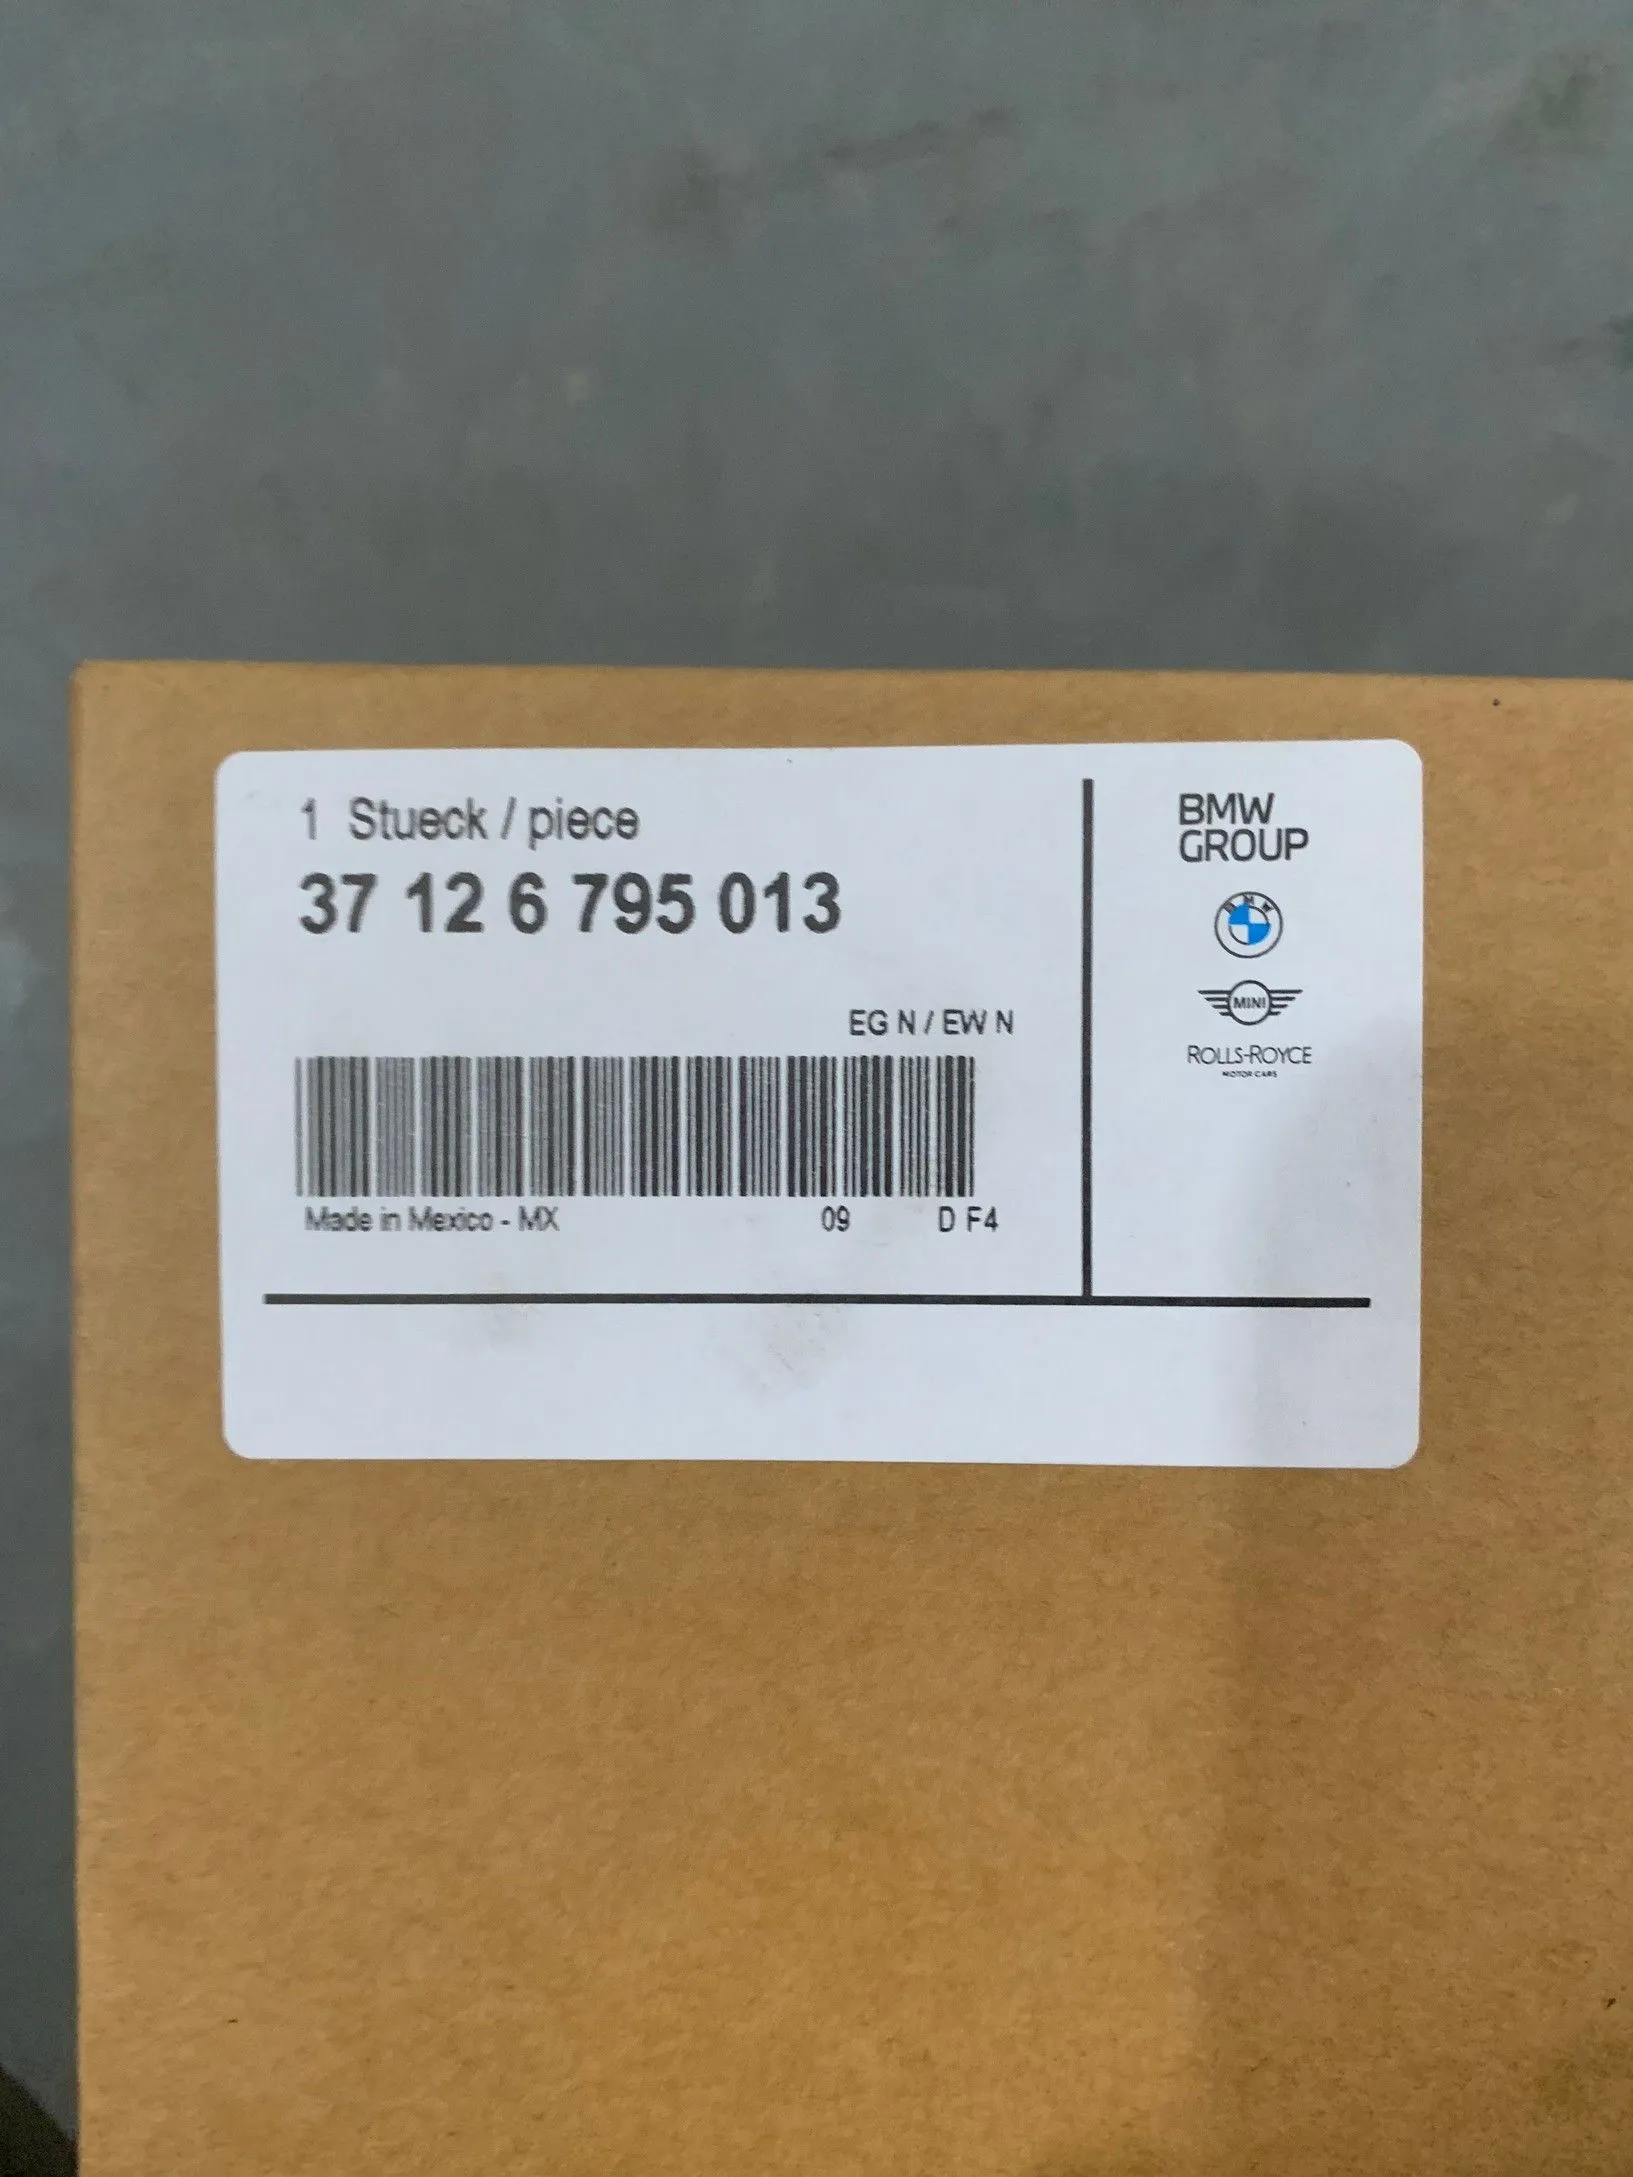 1 Stueck / piece
37 12 6 795 013
EG N / EW N
Made in Mexico - MX 09 D F4
BMW
GROUP
BMW
MINI
ROLLS-ROYCE
MOTOR CARS